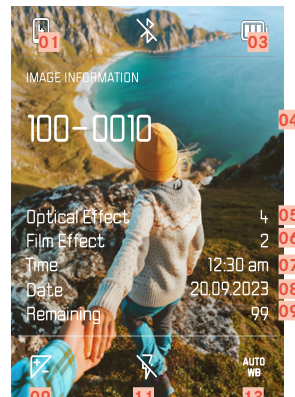 01
03
IMAGE INFORMATION
100-0010
04
Optical Effect 4 05
Film Effect 2 06
Time 12:30 am 07
Date 20.09.2023 08
Remaining 99 09
AUTO
WB
11